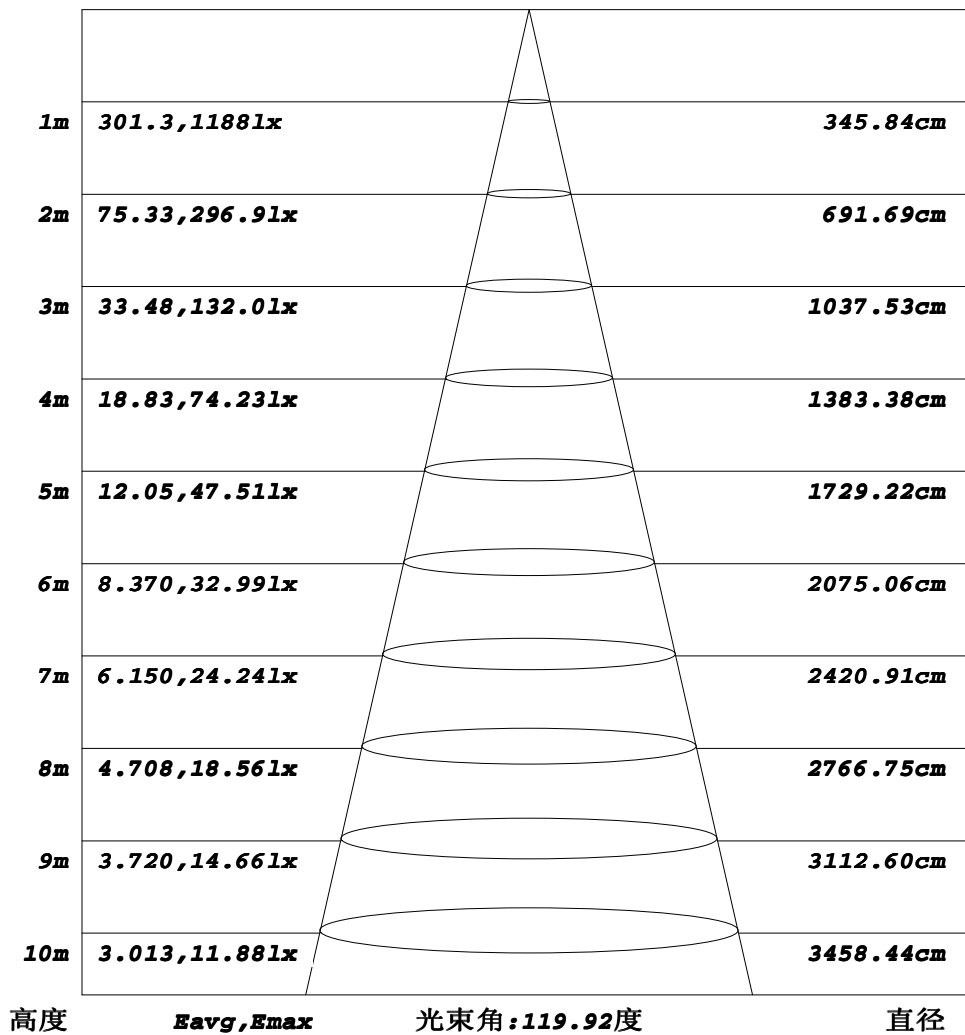 1m 301.3,1188lx 345.84cm
2m 75.33,296.9lx 691.69cm
3m 33.48,132.0lx 1037.53cm
4m 18.83,74.23lx 1383.38cm
5m 12.05,47.51lx 1729.22cm
6m 8.370,32.99lx 2075.06cm
7m 6.150,24.24lx 2420.91cm
8m 4.708,18.56lx 2766.75cm
9m 3.720,14.66lx 3112.60cm
10m 3.013,11.88lx 3458.44cm
高度 Eavg,Emax 光束角:119.92度 直径